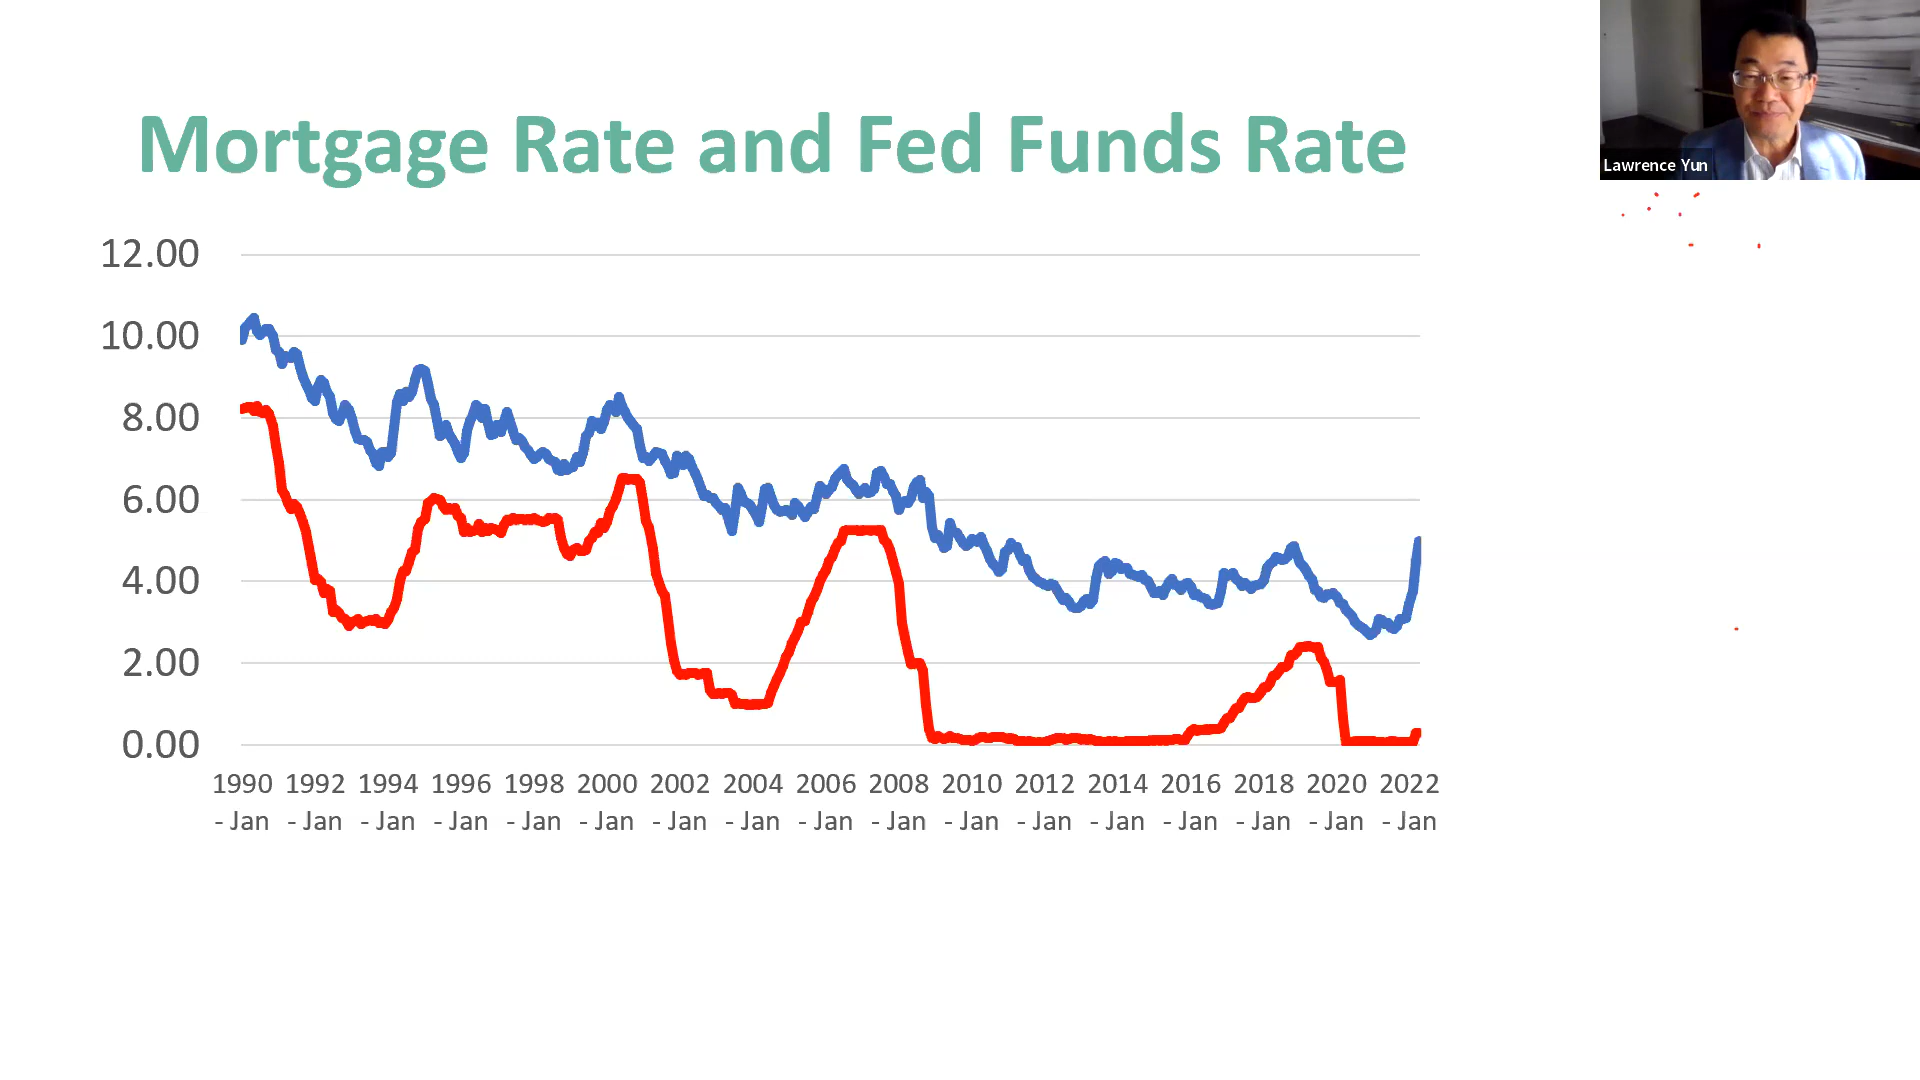 Mortgage Rate and Fed Funds Rate
Lawrence Yun
12.00
10.00
8.00
6.00
4.00
2.00
0.00
1990 1992 1994 1996 1998 2000 2002 2004 2006 2008 2010 2012 2014 2016 2018 2020 2022
- Jan - Jan - Jan - Jan - Jan - Jan - Jan - Jan - Jan - Jan - Jan - Jan - Jan - Jan - Jan - Jan - Jan